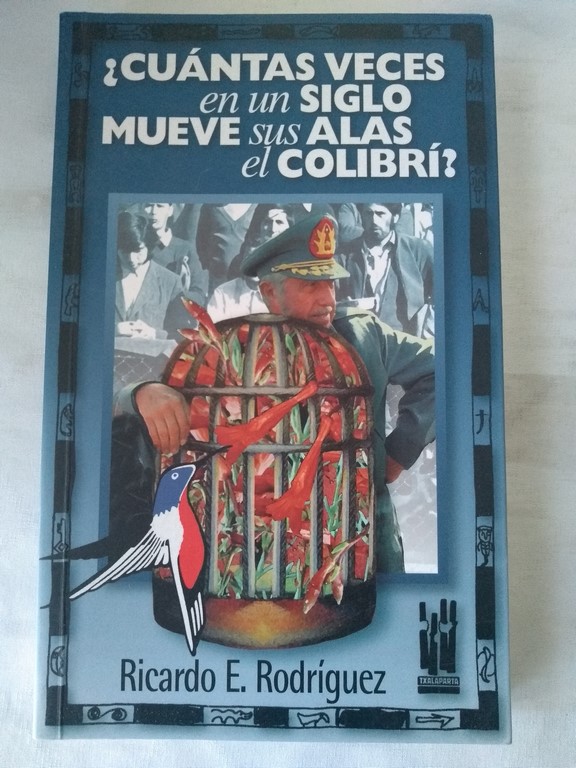 ¿CUÁNTAS VECES
en un SIGLO
MUEVE sus ALAS
el COLIBRÍ?
Ricardo E. Rodríguez
TXALAPARTA